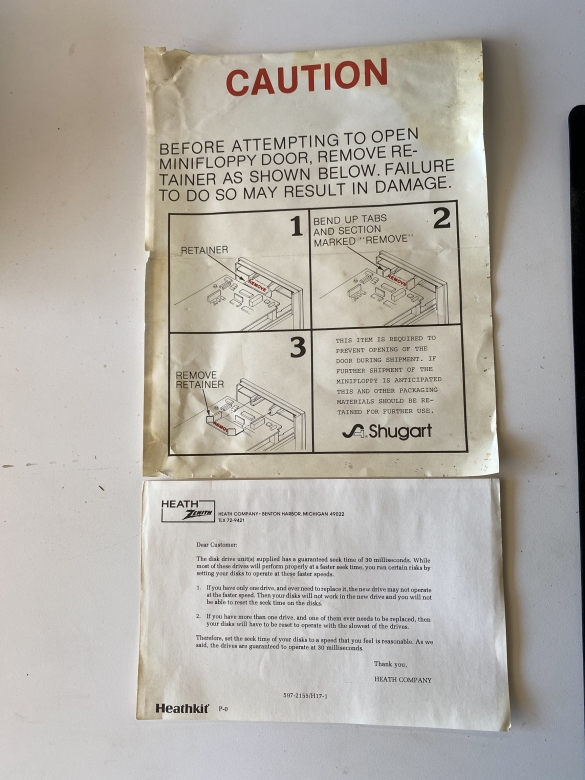 CAUTION
BEFORE ATTEMPTING TO OPEN
MINIFLOPPY DOOR, REMOVE RE-
TAINER AS SHOWN BELOW. FAILURE
TO DO SO MAY RESULT IN DAMAGE.
1
RETAINER
REMOVE
2
BEND UP TABS
AND SECTION
MARKED "REMOVE"
REMOVE
3
REMOVE
RETAINER
REMOVE
THIS ITEM IS REQUIRED TO
PREVENT OPENING OF THE
DOOR DURING SHIPMENT. IF
FURTHER SHIPMENT OF THE
MINIFLOPPY IS ANTICIPATED
THIS AND OTHER PACKAGING
MATERIALS SHOULD BE RE-
TAINED FOR FURTHER USE.
Shugart
HEATH
ZENITH
HEATH COMPANY • BENTON HARBOR, MICHIGAN 49022
TLX 72-9421
Dear Customer:
The disk drive unit(s) supplied has a guaranteed seek time of 30 milliseconds. While
most of these drives will perform properly at a faster seek time, you run certain risks by
setting your disks to operate at these faster speeds.
1. If you have only one drive, and ever need to replace it, the new drive may not operate
at the faster speed. Then your disks will not work in the new drive and you will not
be able to reset the seek time on the disks.
2. If you have more than one drive, and one of them ever needs to be replaced, then
your disks will have to be reset to operate with the slowest of the drives.
Therefore, set the seek time of your disks to a speed that you feel is reasonable. As we
said, the drives are guaranteed to operate at 30 milliseconds.
Thank you,
HEATH COMPANY
597-2155/H17-1
Heathkit P-0